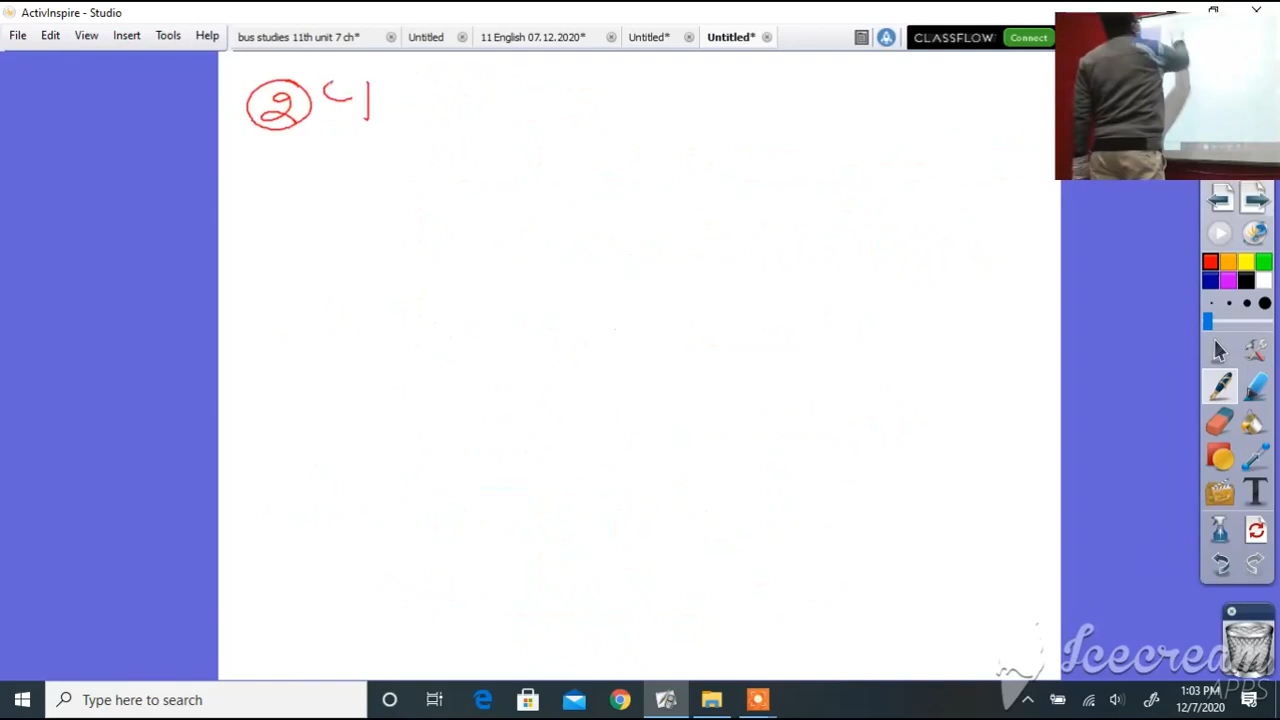 ActivInspire - Studio
File Edit View Insert Tools Help bus studies 11th unit 7 ch* Untitled 11 English 07.12.2020* Untitled* Untitled* CLASSFLOW Connect
2
T
Icecream
APPS
Type here to search
1:03 PM
12/7/2020